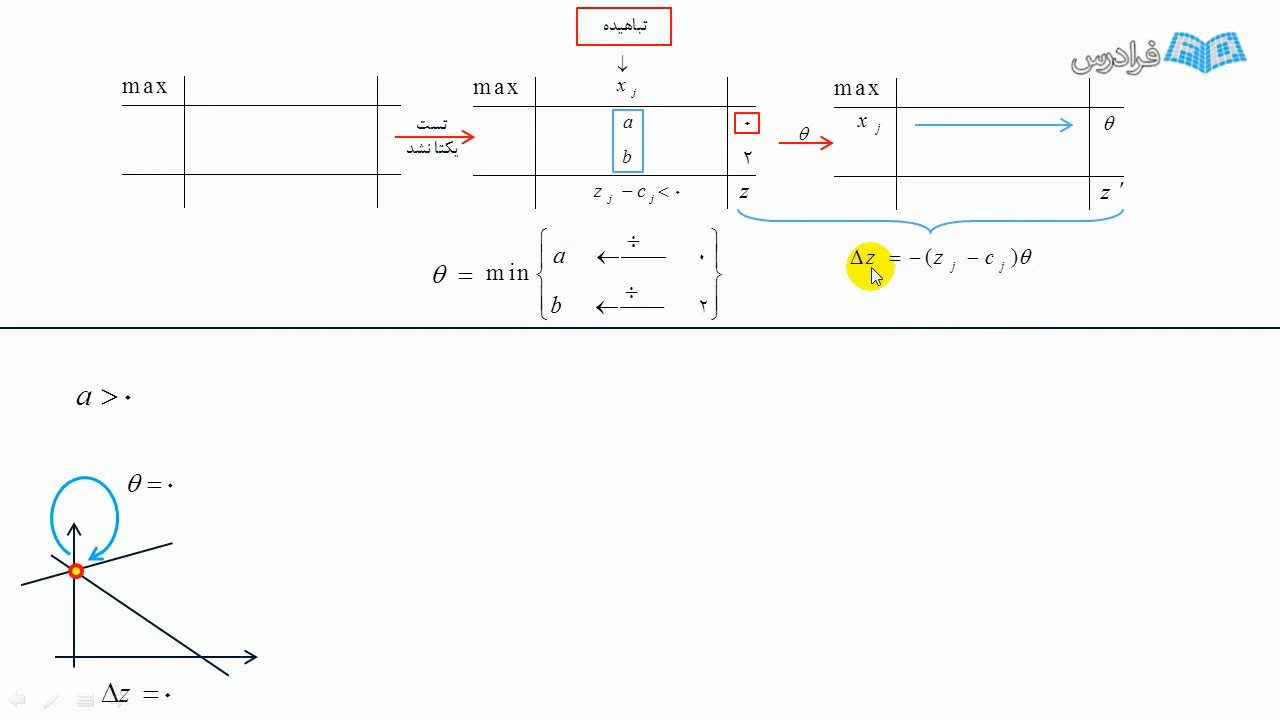 تباهیده
فرادرس
↓
max
max x j
max
a ۰
b ۲
z j − c j < ۰ z
تست
یکتا نشد
θ
x j θ
z ′
θ = min { a ←÷ ۰
b ←÷ ۲ }
Δz = −(z j − c j)θ
a > ۰
θ = ۰
Δz = ۰